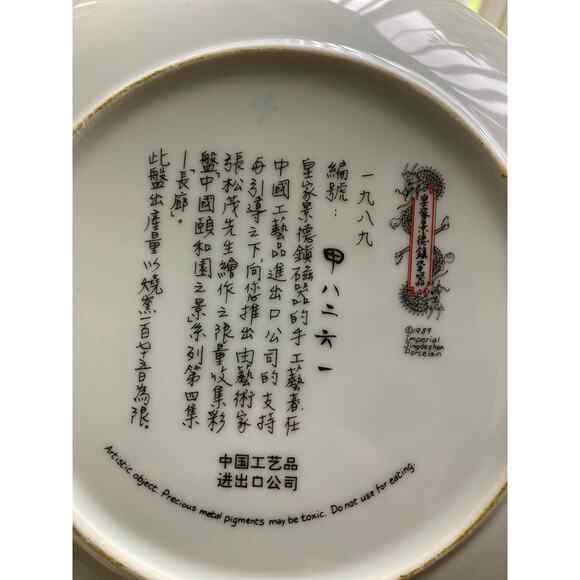 皇家景德鎮瓷器
©1989
Imperial
Jingdezhen
Porcelain
一九八九
編號：甲八二六一
皇家景德鎮磁器的手工藝者，在
中國工藝品進出口公司的支持
与引導之下，向您推出由藝術家
張松茂先生繪作之限量收集彩
盤「中國頤和園之景」系列第四集
—「長廊」。
此盤出產量以燒窯一百七十五日為限。
中国工艺品
进出口公司
Artistic object. Precious metal pigments may be toxic. Do not use for eating.